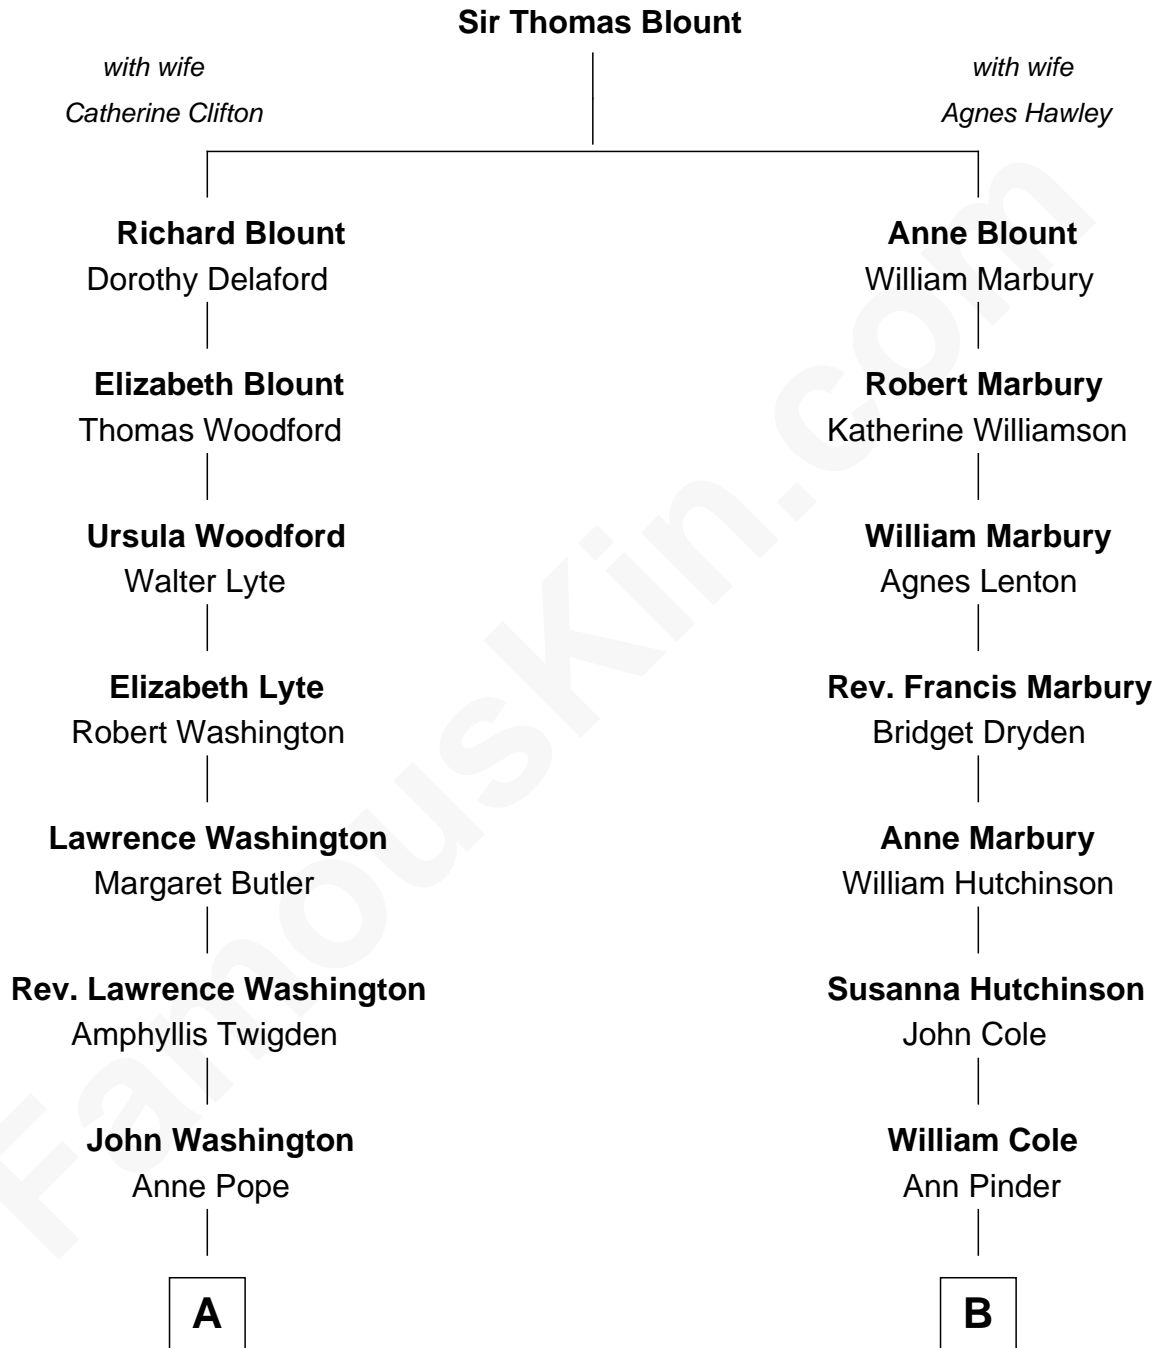 Sir Thomas Blount
with wife
Catherine Clifton
with wife
Agnes Hawley
Richard Blount
Dorothy Delaford
Anne Blount
William Marbury
Elizabeth Blount
Thomas Woodford
Robert Marbury
Katherine Williamson
Ursula Woodford
Walter Lyte
William Marbury
Agnes Lenton
Elizabeth Lyte
Robert Washington
Rev. Francis Marbury
Bridget Dryden
Lawrence Washington
Margaret Butler
Anne Marbury
William Hutchinson
Rev. Lawrence Washington
Amphyllis Twigden
Susanna Hutchinson
John Cole
John Washington
Anne Pope
William Cole
Ann Pinder
A
B
FamousKin.com